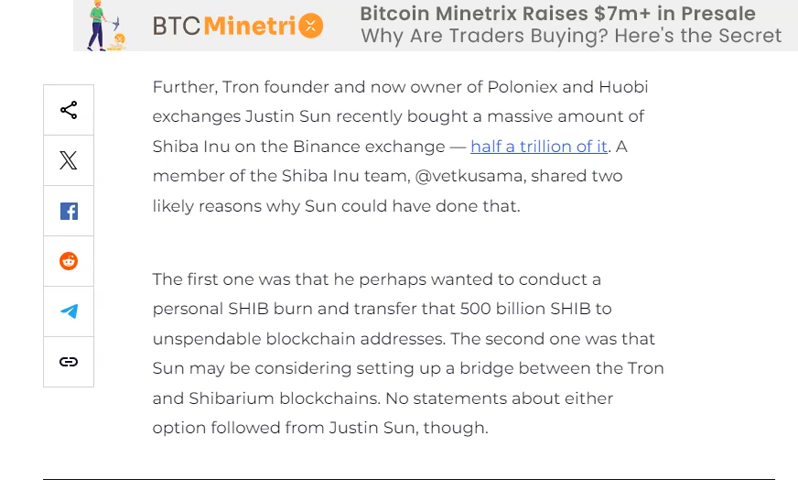 BTCMinetrix
Bitcoin Minetrix Raises $7m+ in Presale
Why Are Traders Buying? Here's the Secret
Further, Tron founder and now owner of Poloniex and Huobi
exchanges Justin Sun recently bought a massive amount of
Shiba Inu on the Binance exchange — half a trillion of it. A
member of the Shiba Inu team, @vetkusama, shared two
likely reasons why Sun could have done that.
The first one was that he perhaps wanted to conduct a
personal SHIB burn and transfer that 500 billion SHIB to
unspendable blockchain addresses. The second one was that
Sun may be considering setting up a bridge between the Tron
and Shibarium blockchains. No statements about either
option followed from Justin Sun, though.